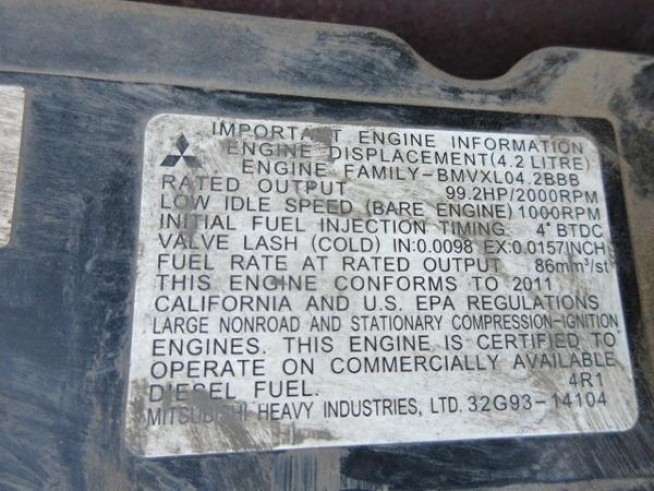 IMPORTANT ENGINE INFORMATION
ENGINE DISPLACEMENT(4.2 LITRE)
ENGINE FAMILY-BMVXL04.2BBB
RATED OUTPUT 99.2HP/2000RPM
LOW IDLE SPEED (BARE ENGINE) 1000RPM
INITIAL FUEL INJECTION TIMING 4° BTDC
VALVE LASH (COLD) IN:0.0098 EX:0.0157INCH
FUEL RATE AT RATED OUTPUT 86mm³/st
THIS ENGINE CONFORMS TO 2011
CALIFORNIA AND U.S. EPA REGULATIONS
LARGE NONROAD AND STATIONARY COMPRESSION-IGNITION
ENGINES. THIS ENGINE IS CERTIFIED TO
OPERATE ON COMMERCIALLY AVAILABLE
DIESEL FUEL. 4R1
MITSUBISHI HEAVY INDUSTRIES, LTD. 32G93-14104